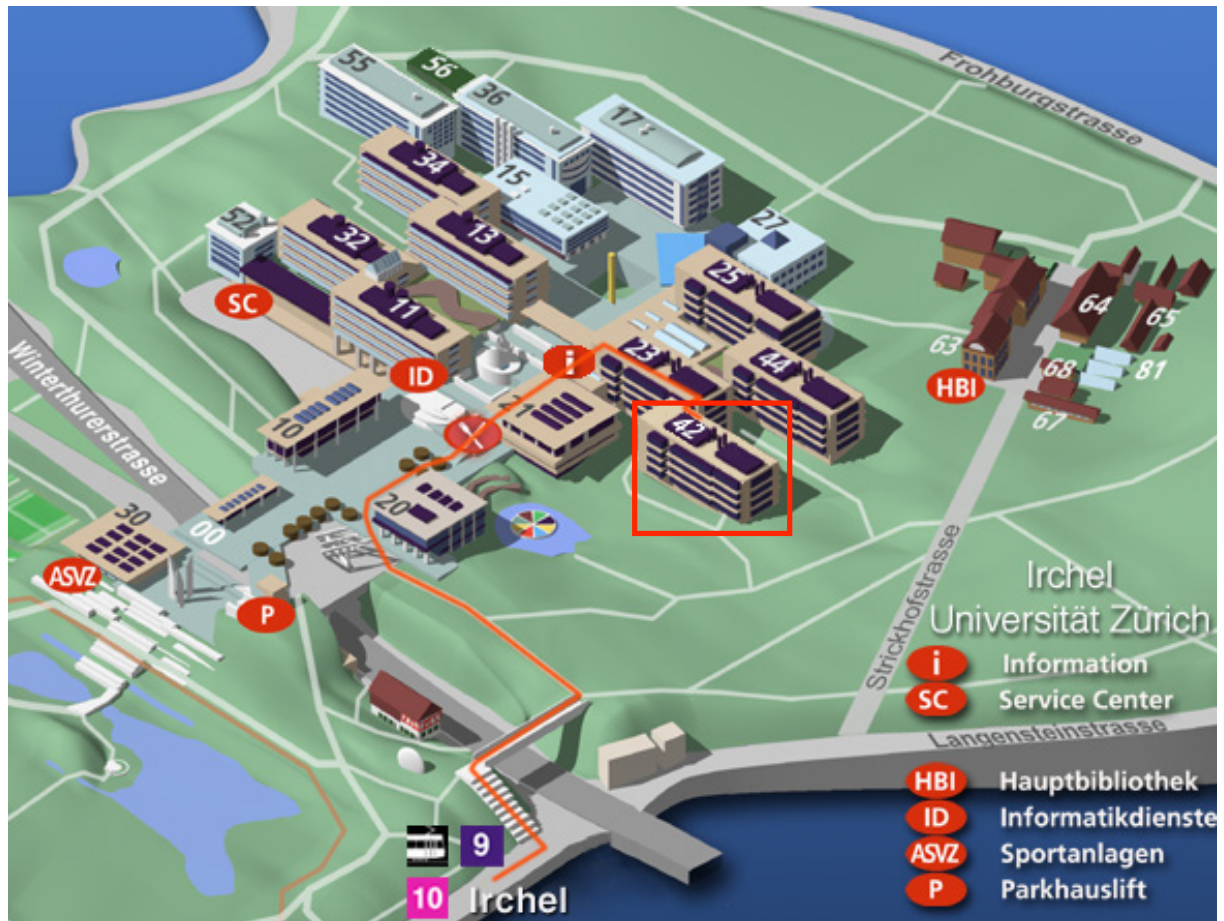 Frohburgstrasse
55
56
36
17
34
15
27
52
32
13
25
11
SC
64
65
63
i
23
44
68
81
ID
HBI
67
Winterthurerstrasse
10
21
42
20
30
00
ASVZ
P
Strickhofstrasse
Irchel
Universität Zürich
i Information
SC Service Center
Langensteinstrasse
HBI Hauptbibliothek
ID Informatikdienste
ASVZ Sportanlagen
P Parkhauslift
9
10 Irchel